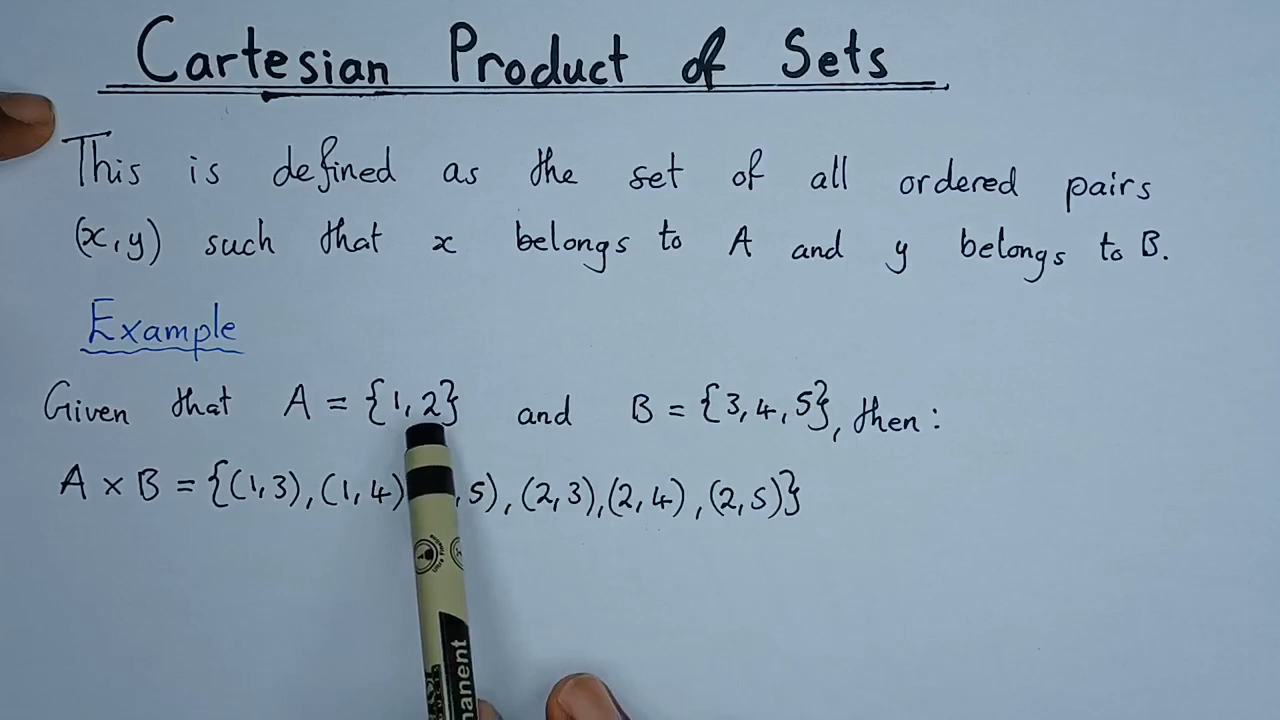 Cartesian Product of Sets
This is defined as the set of all ordered pairs
(x,y) such that x belongs to A and y belongs to B.
Example
Given that A = {1,2} and B = {3,4,5}, then:
A × B = {(1,3),(1,4) ,5),(2,3),(2,4),(2,5)}
manent